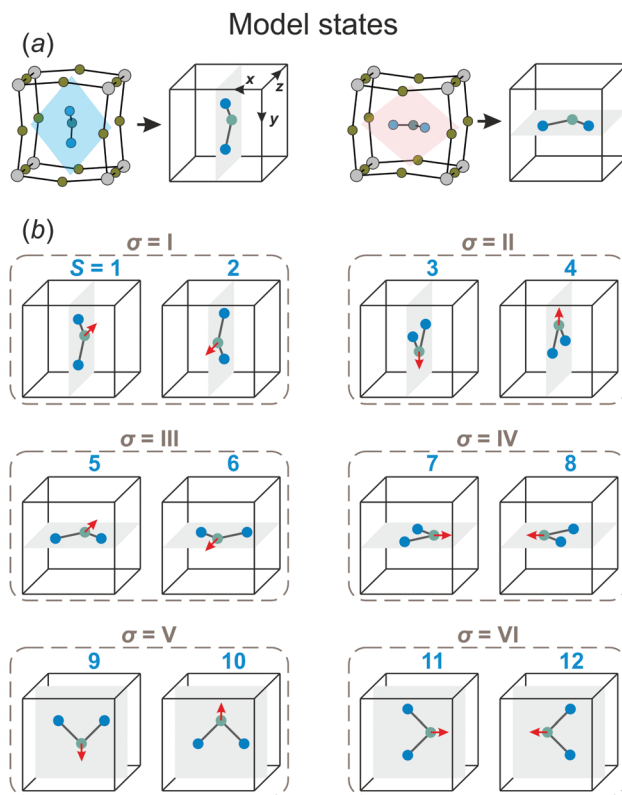 Model states
(a)
x
z
y
(b)
σ = I
σ = II
S = 1
2
3
4
σ = III
σ = IV
5
6
7
8
σ = V
σ = VI
9
10
11
12